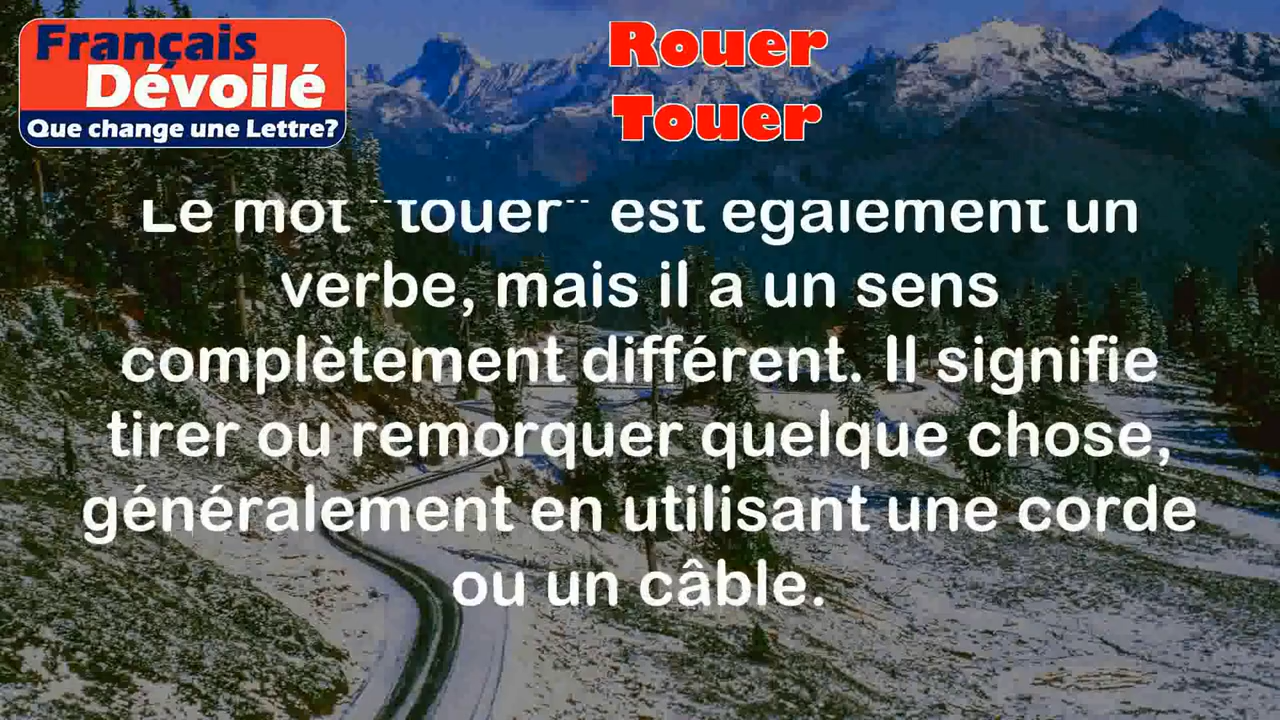 Français
Dévoilé
Que change une Lettre?
Rouer
Touer
Le mot "touer" est également un
verbe, mais il a un sens
complètement différent. Il signifie
tirer ou remorquer quelque chose,
généralement en utilisant une corde
ou un câble.